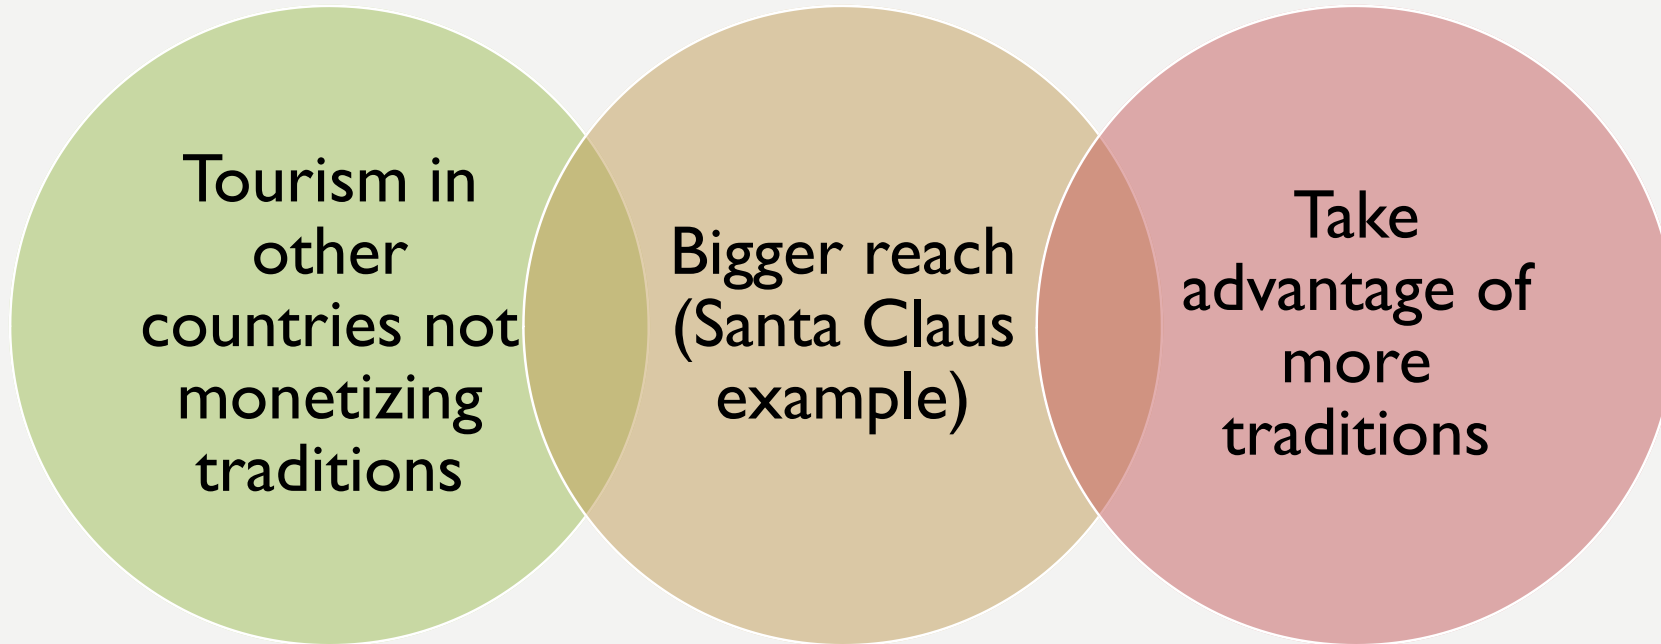 Tourism in
other
countries not
monetizing
traditions
Bigger reach
(Santa Claus
example)
Take
advantage of
more
traditions